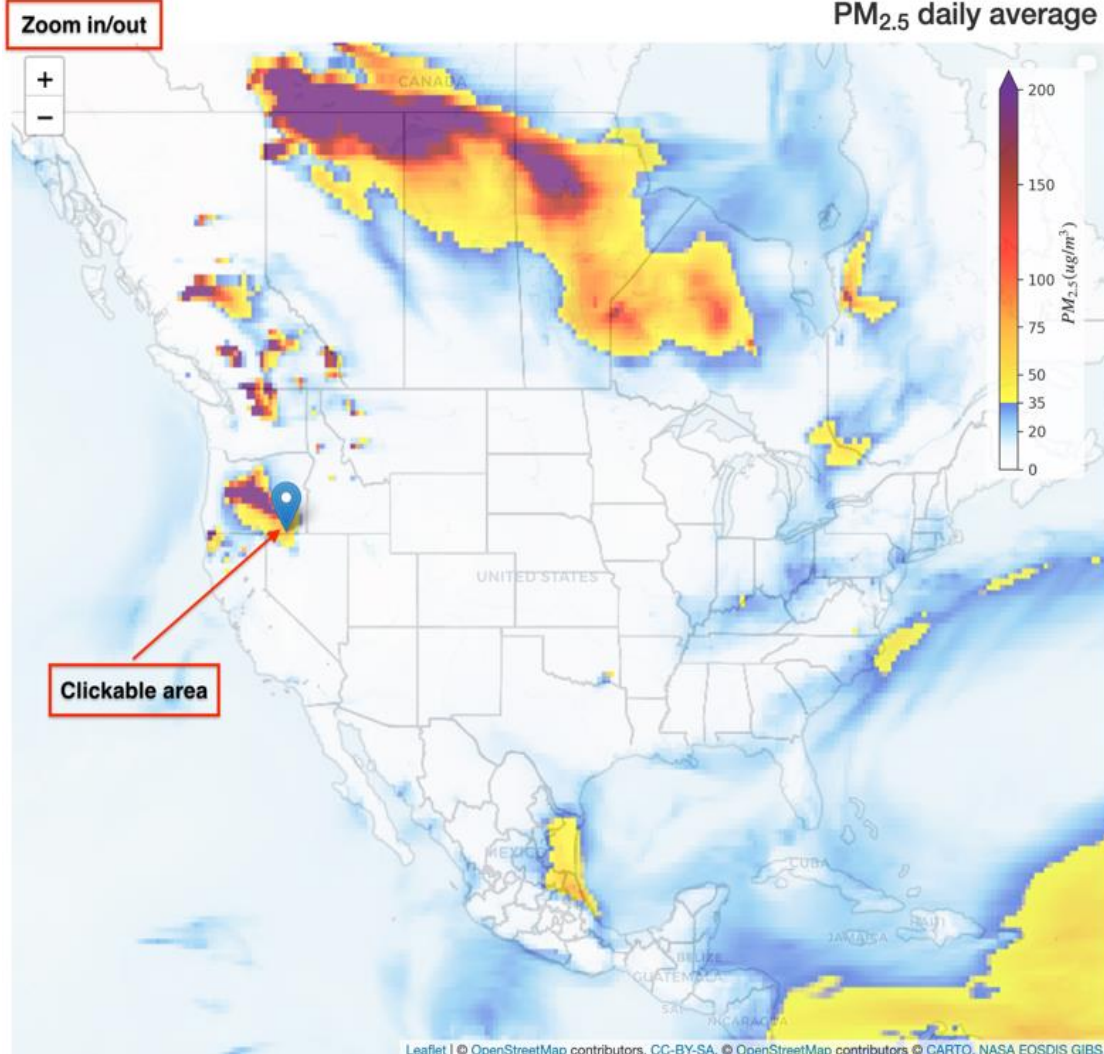 Zoom in/out
PM2.5 daily average
+
−
CANADA
200
150
100
75
50
35
20
0
PM2.5(ug/m3)
UNITED STATES
Clickable area
MEXICO
CUBA
HAITI
JAMAICA
BELIZE
GUATEMALA
NICARAGUA
Leaflet | © OpenStreetMap contributors, CC-BY-SA, © OpenStreetMap contributors © CARTO, NASA EOSDIS GIBS